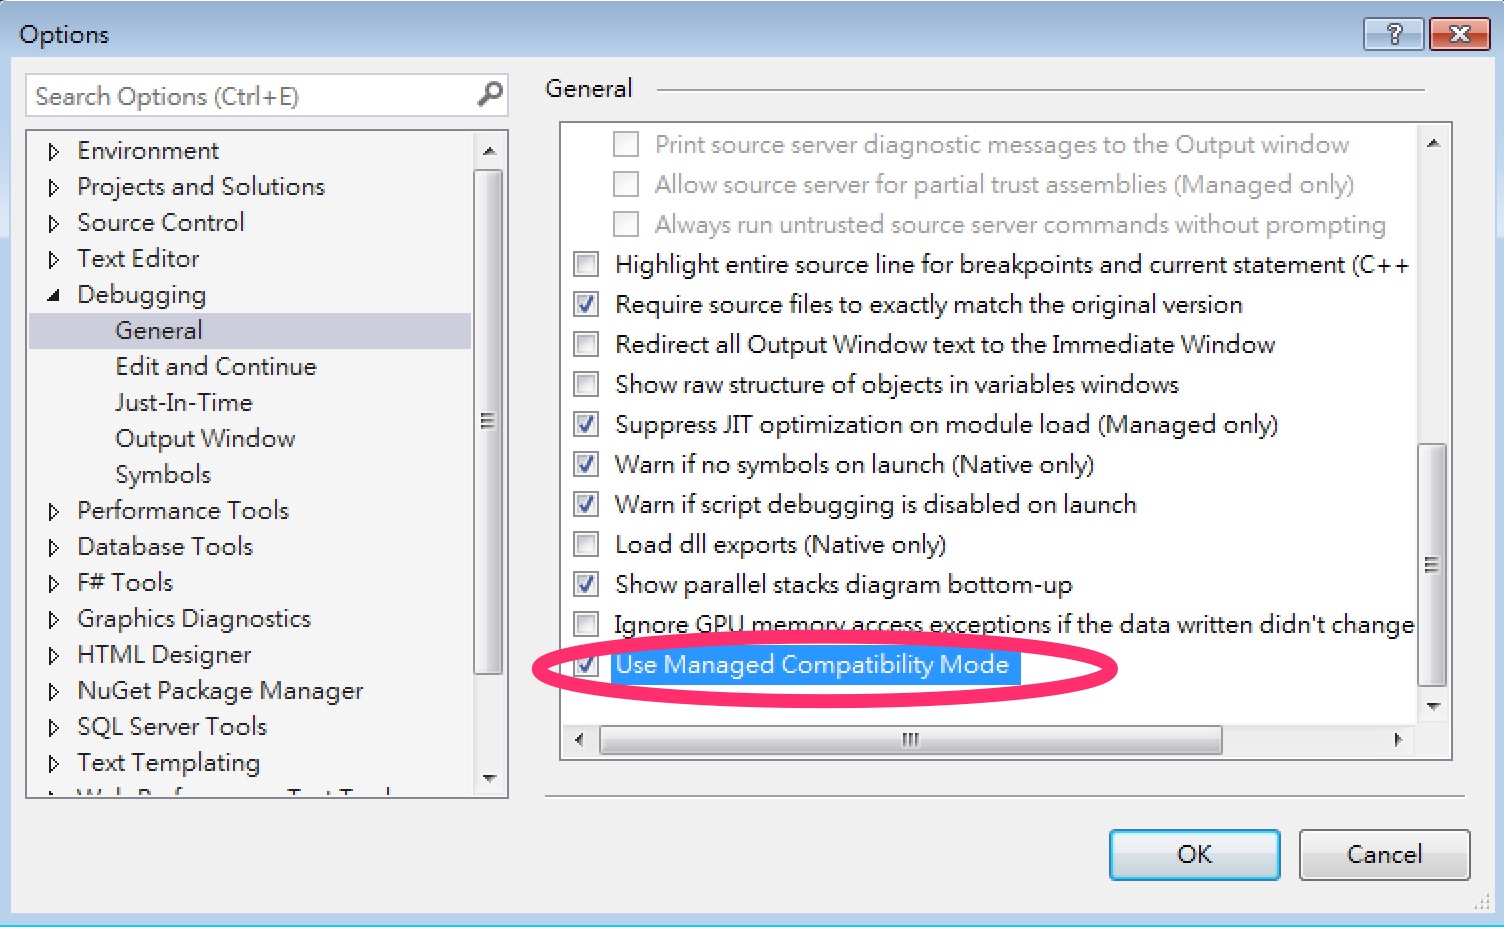 Options
?
Search Options (Ctrl+E)
Environment
Projects and Solutions
Source Control
Text Editor
Debugging
General
Edit and Continue
Just-In-Time
Output Window
Symbols
Performance Tools
Database Tools
F# Tools
Graphics Diagnostics
HTML Designer
NuGet Package Manager
SQL Server Tools
Text Templating
General
Print source server diagnostic messages to the Output window
Allow source server for partial trust assemblies (Managed only)
Always run untrusted source server commands without prompting
Highlight entire source line for breakpoints and current statement (C++
Require source files to exactly match the original version
Redirect all Output Window text to the Immediate Window
Show raw structure of objects in variables windows
Suppress JIT optimization on module load (Managed only)
Warn if no symbols on launch (Native only)
Warn if script debugging is disabled on launch
Load dll exports (Native only)
Show parallel stacks diagram bottom-up
Ignore GPU memory access exceptions if the data written didn't change
Use Managed Compatibility Mode
OK
Cancel